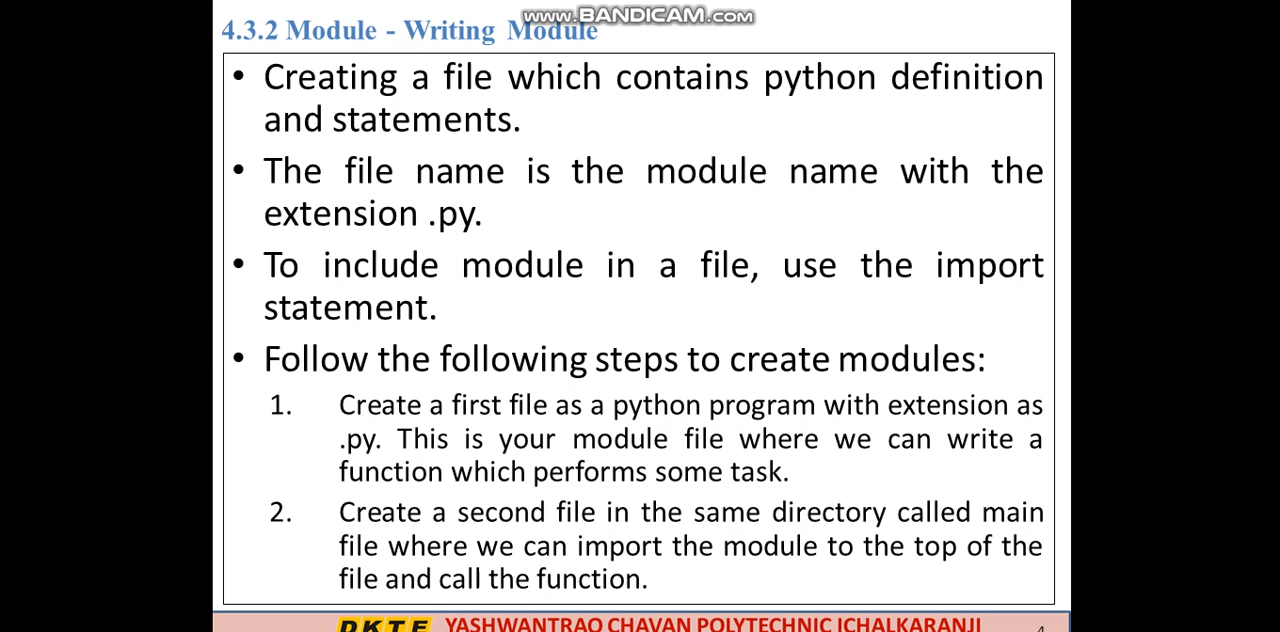 www.BANDICAM.com
4.3.2 Module - Writing Module
• Creating a file which contains python definition
and statements.
• The file name is the module name with the
extension .py.
• To include module in a file, use the import
statement.
• Follow the following steps to create modules:
1. Create a first file as a python program with extension as
.py. This is your module file where we can write a
function which performs some task.
2. Create a second file in the same directory called main
file where we can import the module to the top of the
file and call the function.
DKTE YASHWANTRAO CHAVAN POLYTECHNIC ICHALKARANJI 4